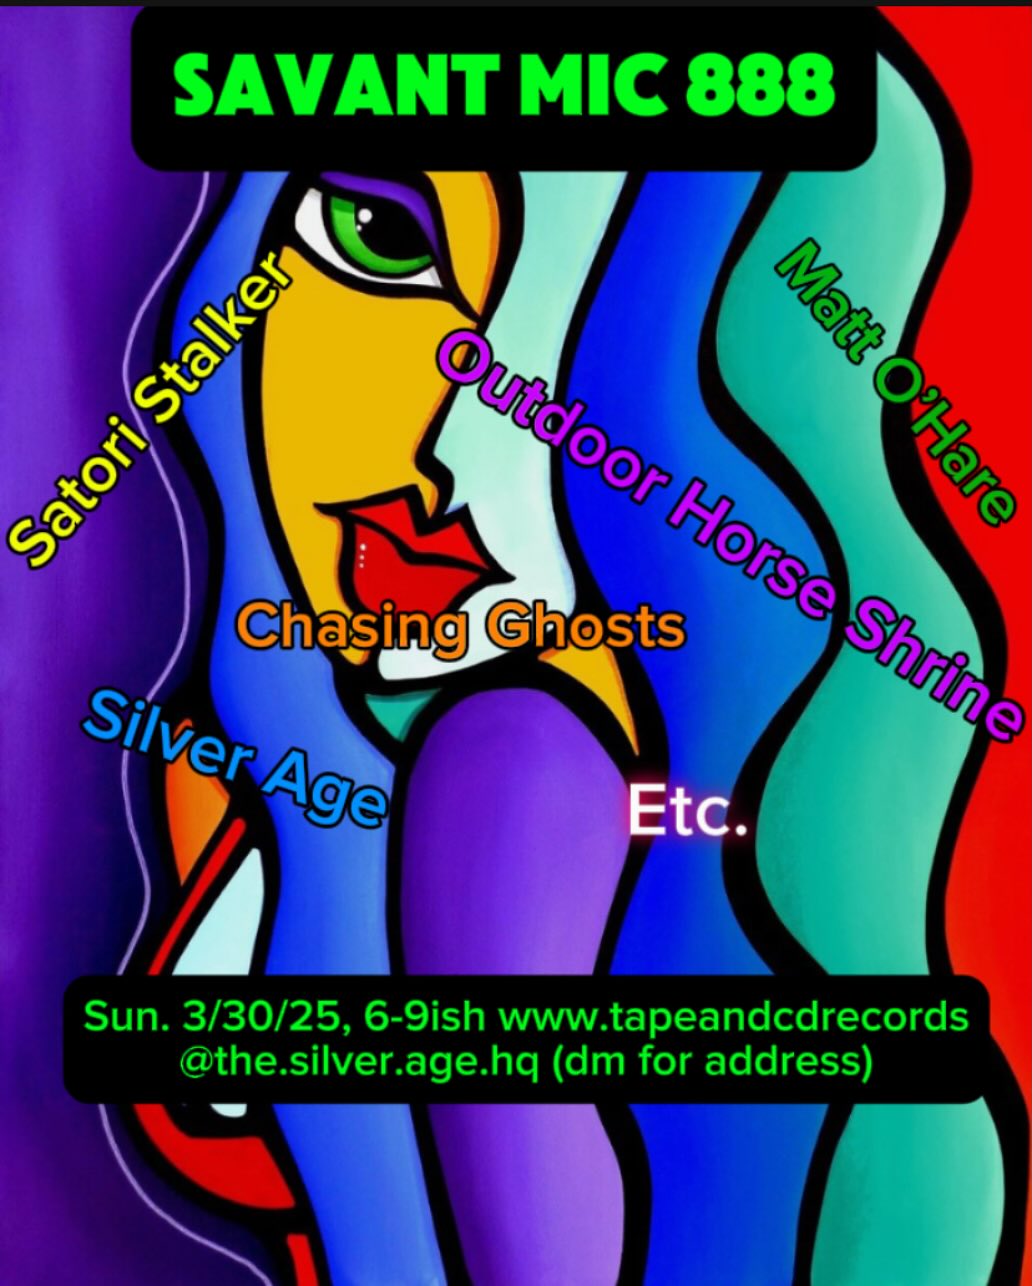 SAVANT MIC 888
Satori Stalker
Matt O'Hare
Outdoor Horse Shrine
Chasing Ghosts
Silver Age
Etc.
Sun. 3/30/25, 6-9ish www.tapeandcdrecords
@the.silver.age.hq (dm for address)